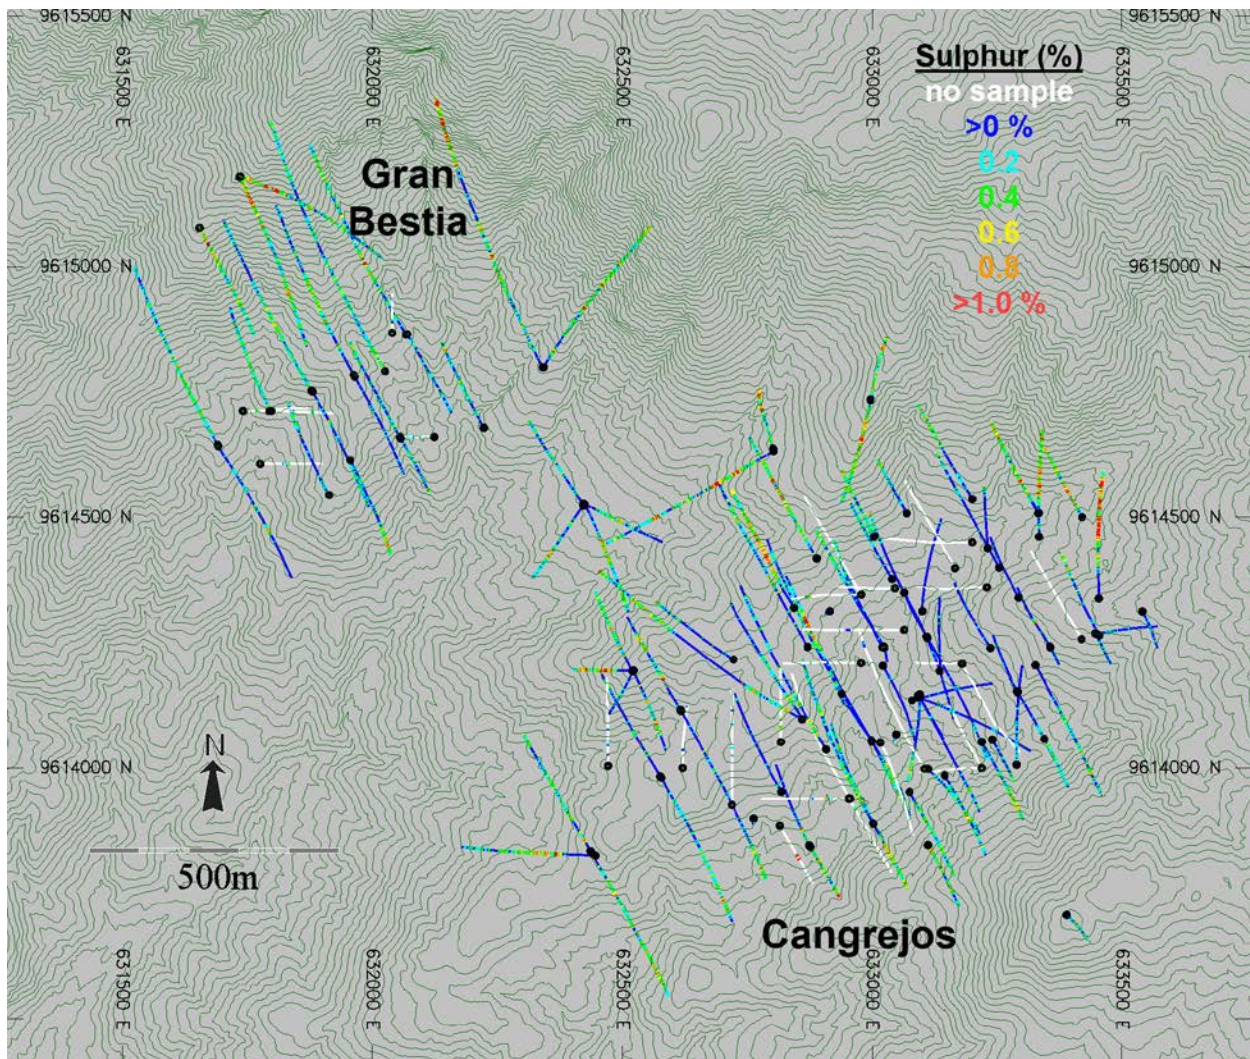 9615500 N
9615500 N
631500 E
632000 E
632500 E
633000 E
633500 E
Sulphur (%)
no sample
>0 %
0.2
0.4
0.6
0.8
>1.0 %
Gran
Bestia
9615000 N
9615000 N
9614500 N
9614500 N
N
9614000 N
9614000 N
500m
Cangrejos
631500 E
632000 E
632500 E
633000 E
633500 E